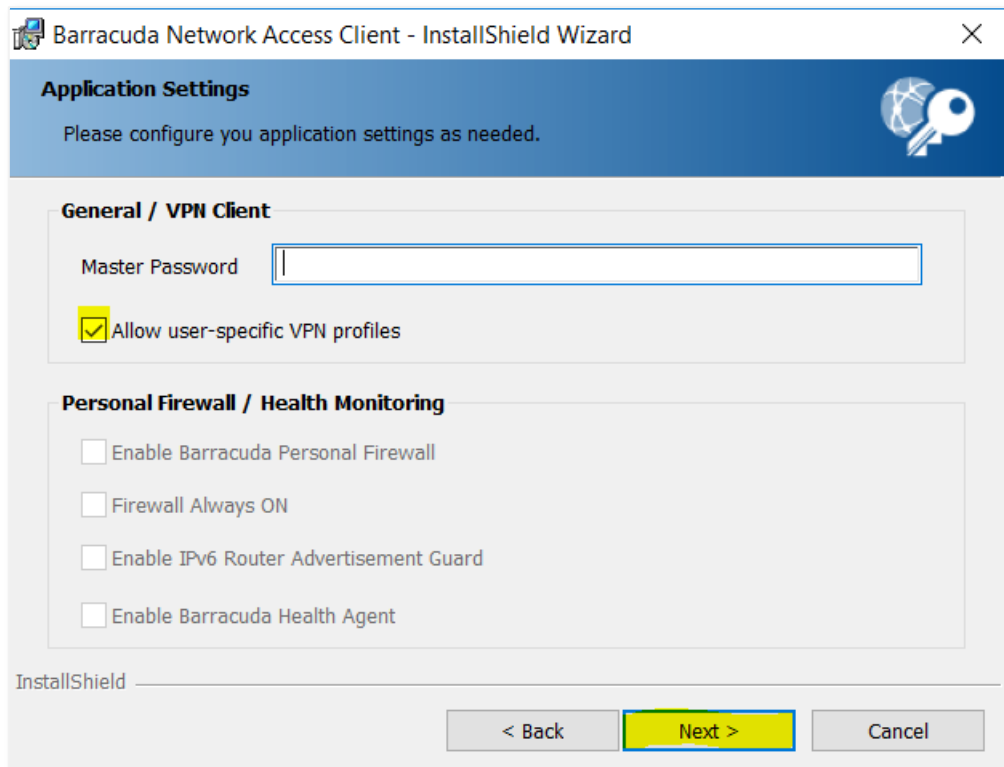 Barracuda Network Access Client - InstallShield Wizard
Application Settings
Please configure you application settings as needed.
General / VPN Client
Master Password
Allow user-specific VPN profiles
Personal Firewall / Health Monitoring
Enable Barracuda Personal Firewall
Firewall Always ON
Enable IPv6 Router Advertisement Guard
Enable Barracuda Health Agent
InstallShield
< Back Next > Cancel